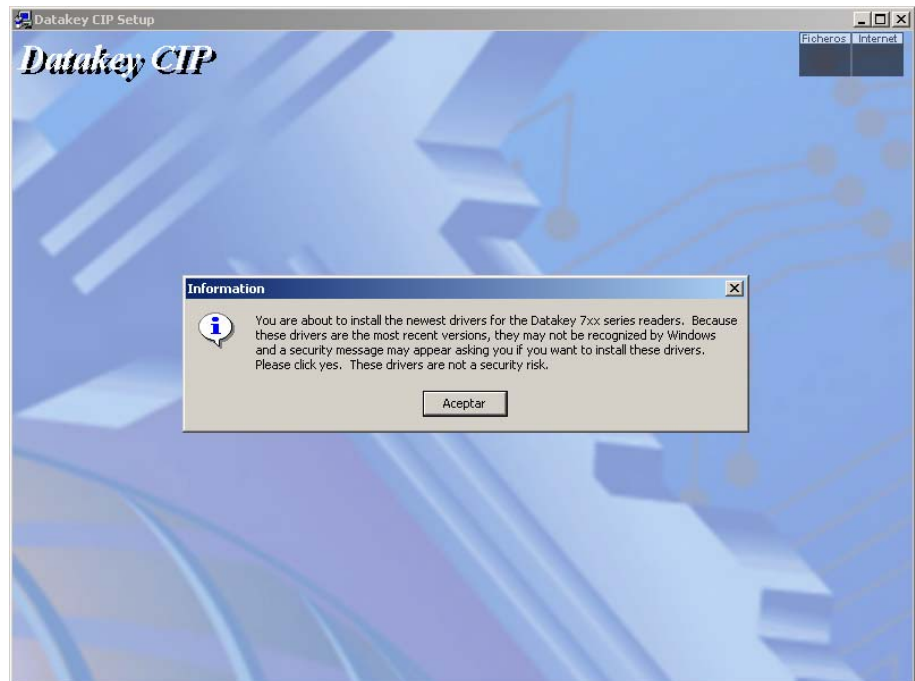 Datakey CIP Setup
Datakey CIP
Ficheros Internet
Information
You are about to install the newest drivers for the Datakey 7xx series readers. Because
these drivers are the most recent versions, they may not be recognized by Windows
and a security message may appear asking you if you want to install these drivers.
Please click yes. These drivers are not a security risk.
Aceptar